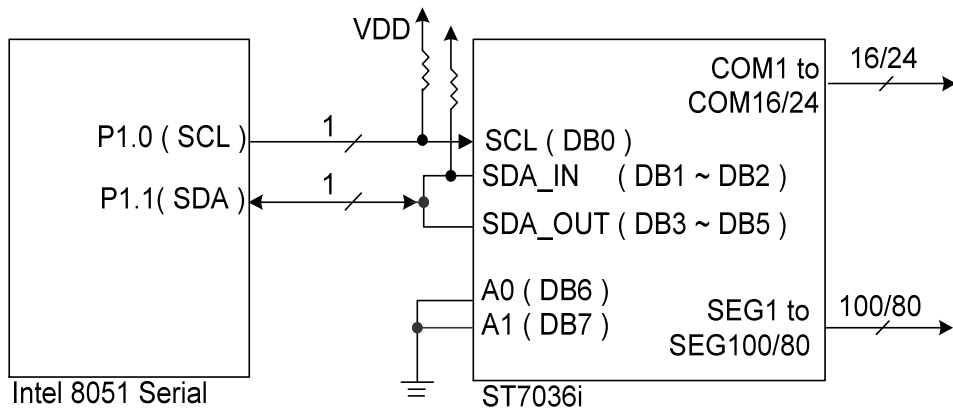 VDD
COM1 to
COM16/24
16/24
P1.0 ( SCL )
1
SCL ( DB0 )
P1.1( SDA )
1
SDA_IN ( DB1 ~ DB2 )
SDA_OUT ( DB3 ~ DB5 )
A0 ( DB6 )
A1 ( DB7 )
SEG1 to
SEG100/80
100/80
Intel 8051 Serial
ST7036i